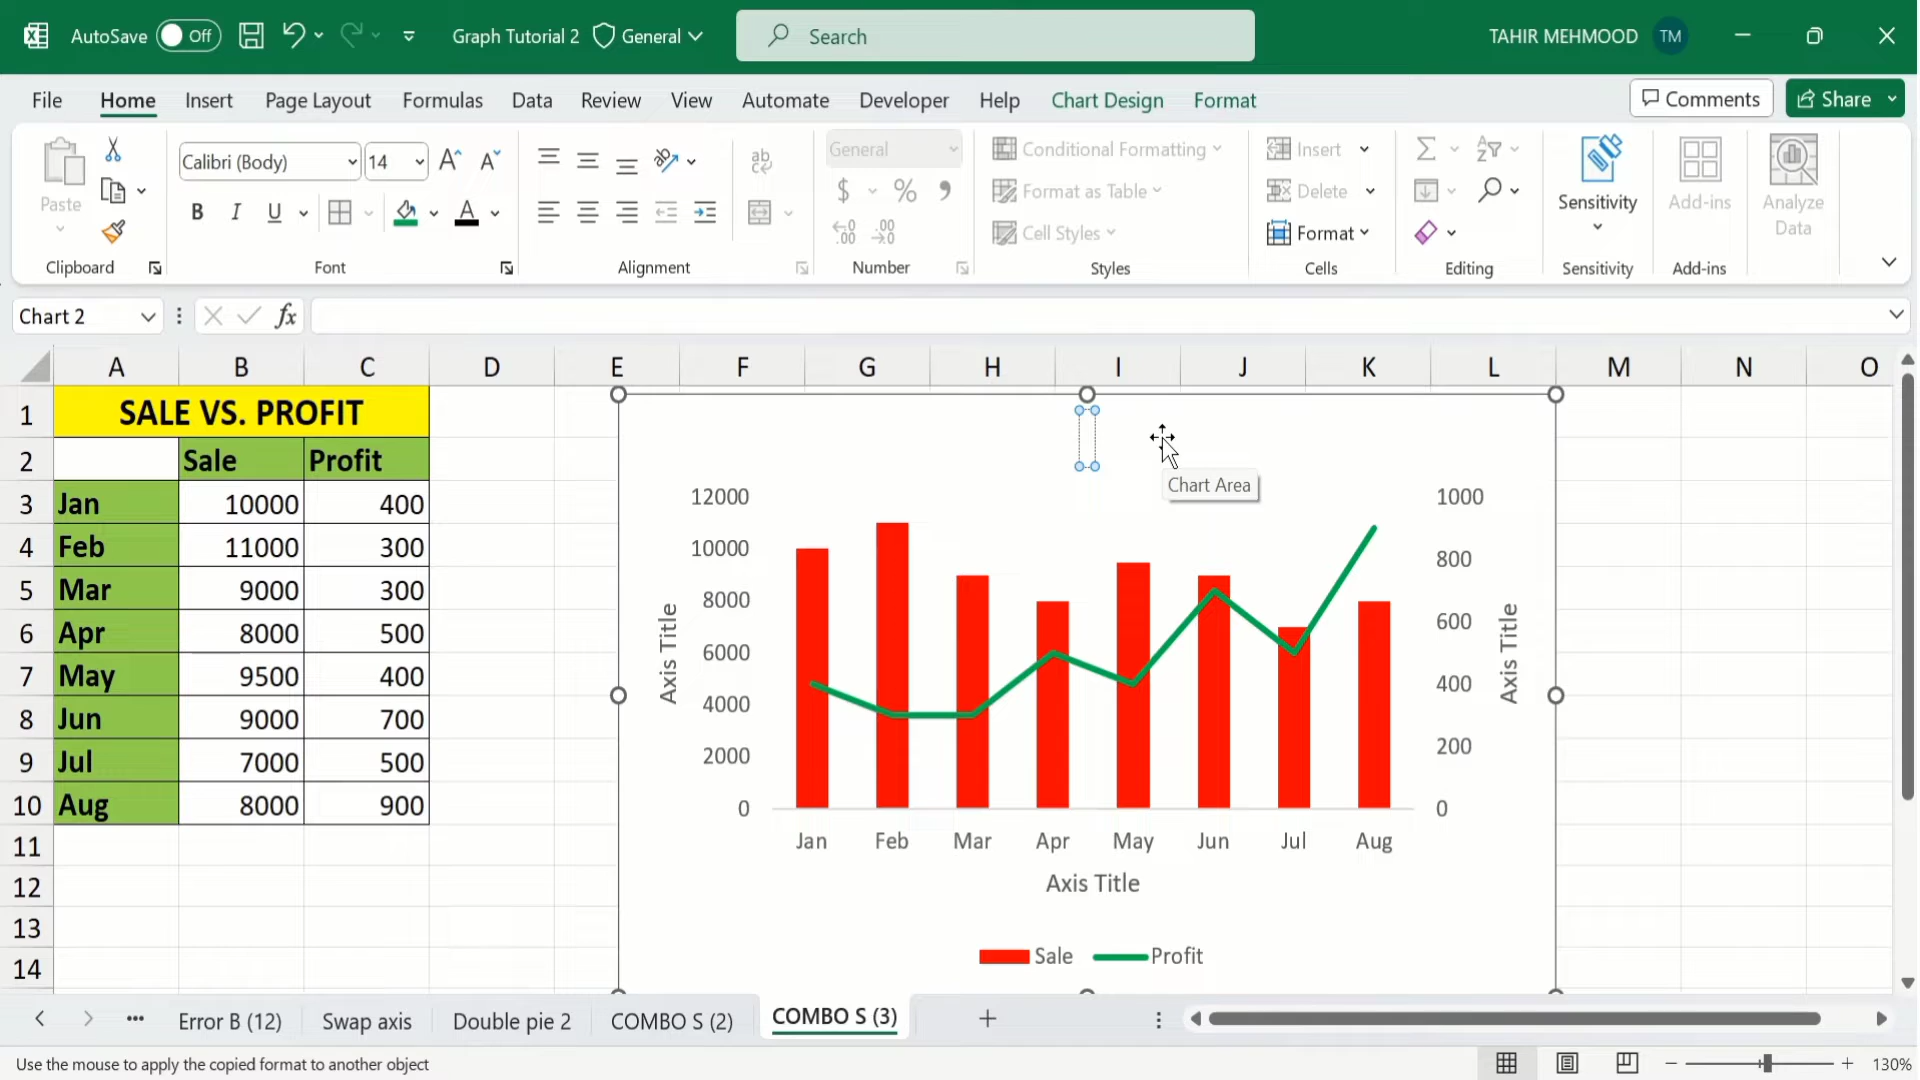 AutoSave Off Graph Tutorial 2 General Search TAHIR MEHMOOD TM
File Home Insert Page Layout Formulas Data Review View Automate Developer Help Chart Design Format Comments Share
Paste Calibri (Body) 14 A A ab General Conditional Formatting Insert Σ Sensitivity Add-ins Analyze Data
B I U A $ % , Format as Table Delete
.00 .00 Cell Styles Format
Clipboard Font Alignment Number Styles Cells Editing Sensitivity Add-ins
Chart 2 fx
A B C D E F G H I J K L M N O
1 SALE VS. PROFIT
2 Sale Profit
3 Jan 10000 400
4 Feb 11000 300
5 Mar 9000 300
6 Apr 8000 500
7 May 9500 400
8 Jun 9000 700
9 Jul 7000 500
10 Aug 8000 900
11
12
13
14
Chart Area
12000 1000
10000 800
8000
6000 600
4000 400
2000 200
0 0
Axis Title
Axis Title
Jan Feb Mar Apr May Jun Jul Aug
Axis Title
Sale Profit
Error B (12) Swap axis Double pie 2 COMBO S (2) COMBO S (3)
Use the mouse to apply the copied format to another object 130%